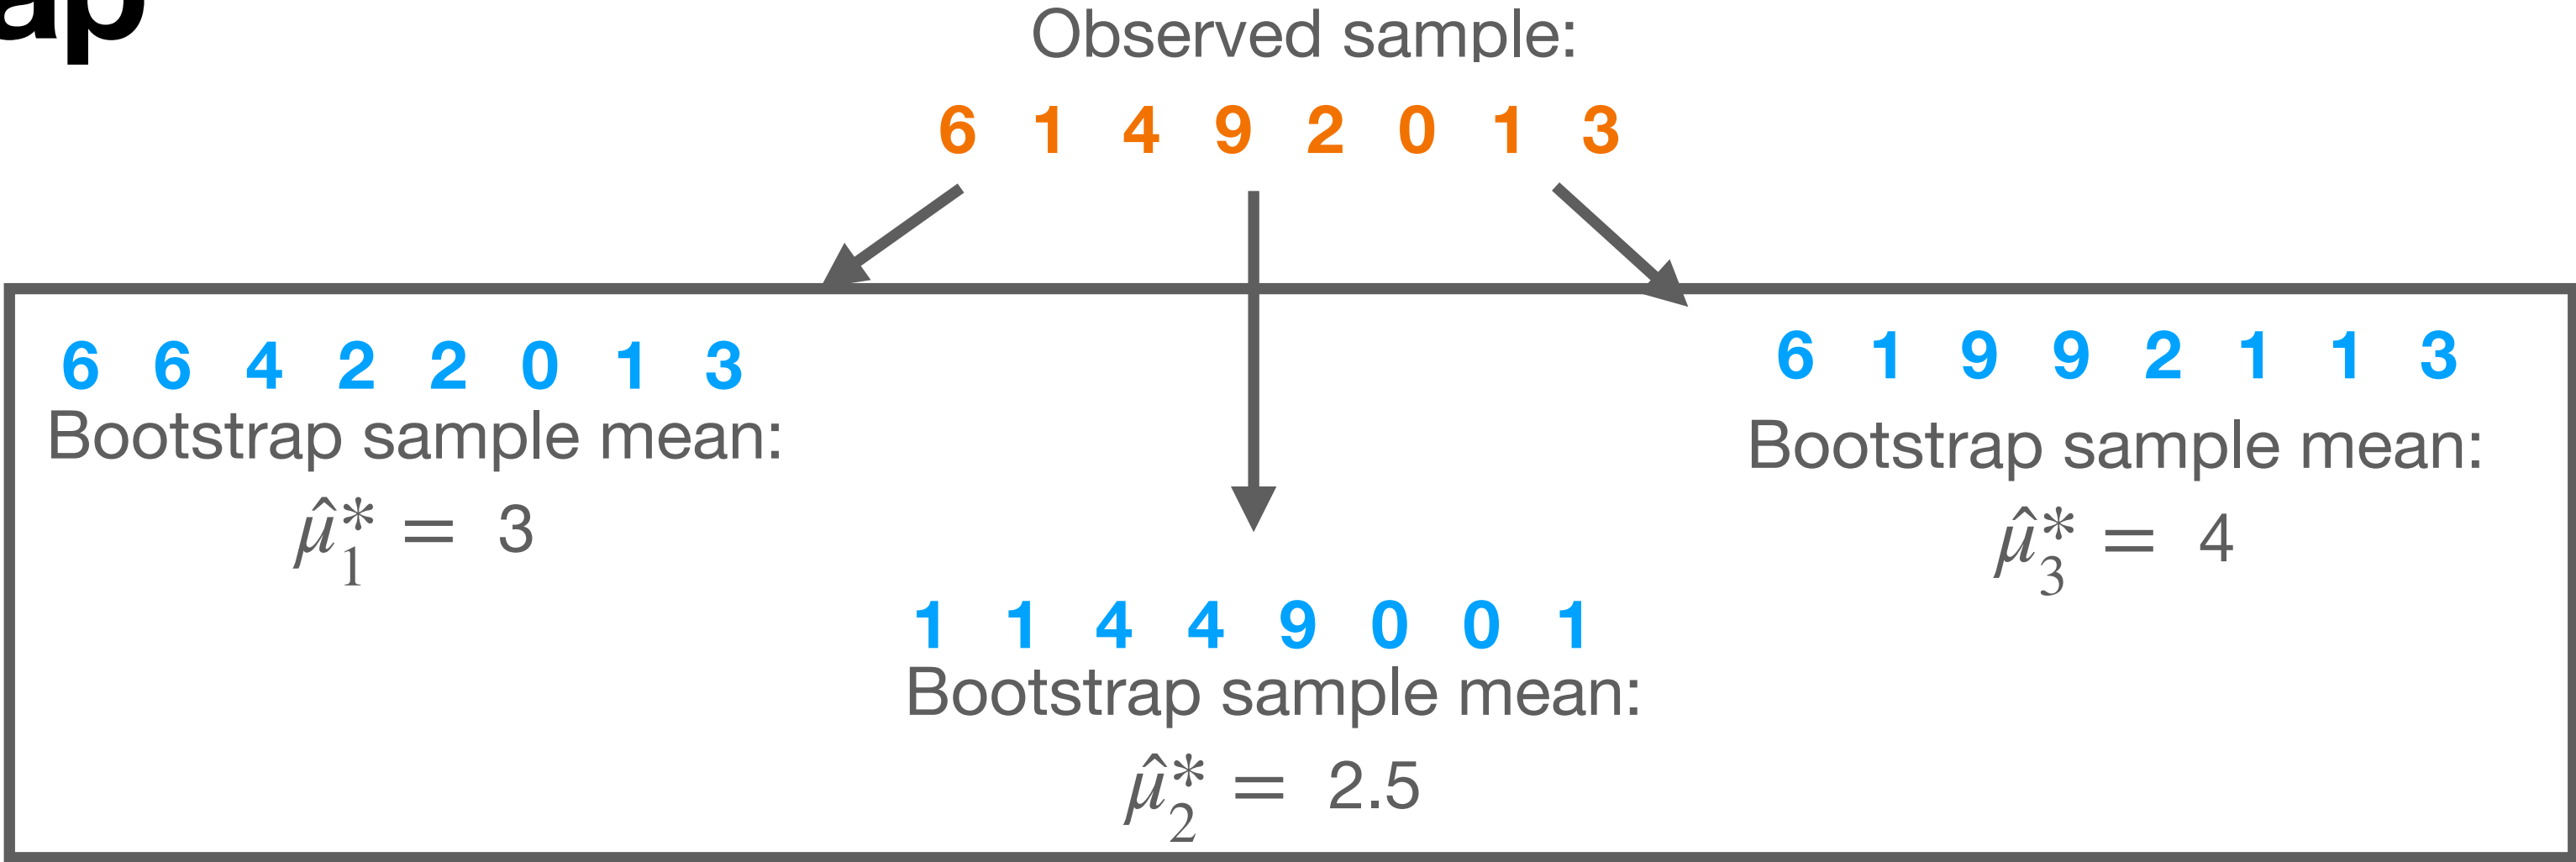 ap
Observed sample:
6 1 4 9 2 0 1 3
6 6 4 2 2 0 1 3
Bootstrap sample mean:
μ̂₁* = 3
1 1 4 4 9 0 0 1
Bootstrap sample mean:
μ̂₂* = 2.5
6 1 9 9 2 1 1 3
Bootstrap sample mean:
μ̂₃* = 4